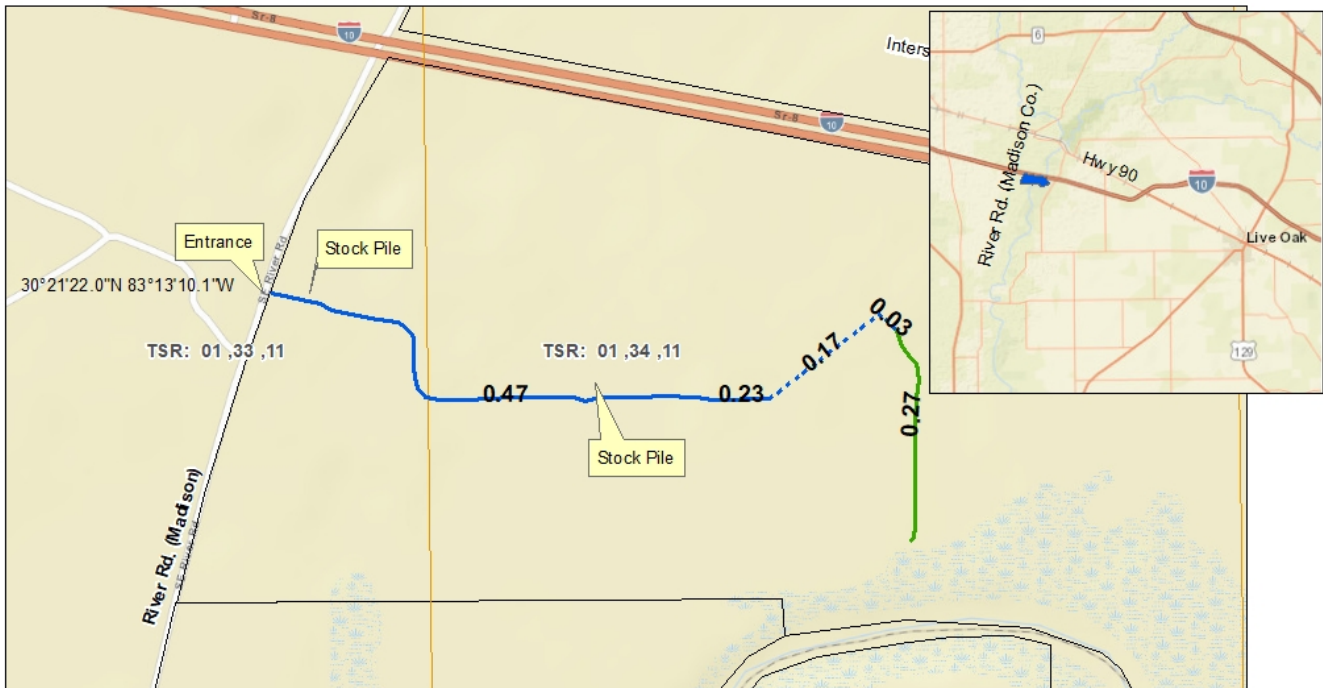 Sr-8
10
Inters
Sr-8
10
Entrance
Stock Pile
30°21'22.0"N 83°13'10.1"W
SE River Rd
TSR: 01 ,33 ,11
TSR: 01 ,34 ,11
0.03
0.17
0.47
0.23
0.27
Stock Pile
River Rd. (Madison)
SE River Rd
6
River Rd. (Madison Co.)
Hwy 90
10
Live Oak
129